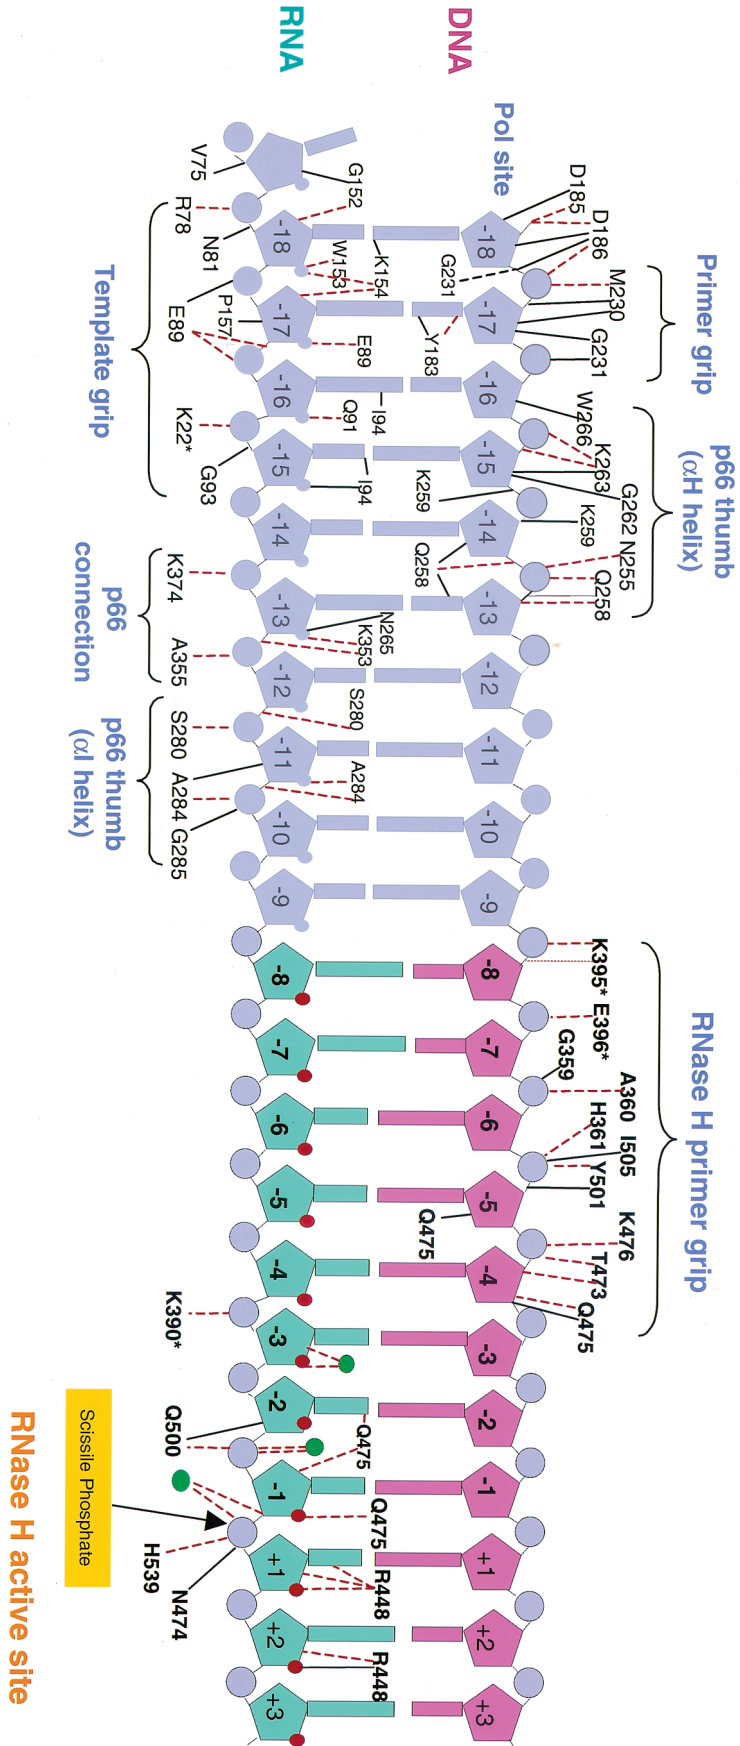 RNA
DNA
Pol site
Primer grip
D185
D186
M230
G231
G231
Y183
p66 thumb
(αH helix)
W266
K263
G262
K259
K259
N255
Q258
Q258
RNase H primer grip
K395*
E396*
G359
A360
H361
I505
Y501
Q475
K476
T473
Q475
-18
-17
-16
-15
-14
-13
-12
-11
-10
-9
-8
-7
-6
-5
-4
-3
-2
-1
+1
+2
+3
G152
W153
K154
E89
Q91
I94
I94
N265
K353
S280
A284
Q475
Q475
R448
R448
-18
-17
-16
-15
-14
-13
-12
-11
-10
-9
-8
-7
-6
-5
-4
-3
-2
-1
+1
+2
+3
V75
R78
N81
P157
E89
K22*
G93
Template grip
K374
A355
p66
connection
S280
A284
G285
p66 thumb
(αI helix)
K390*
Q500
H539
N474
Scissile Phosphate
RNase H active site